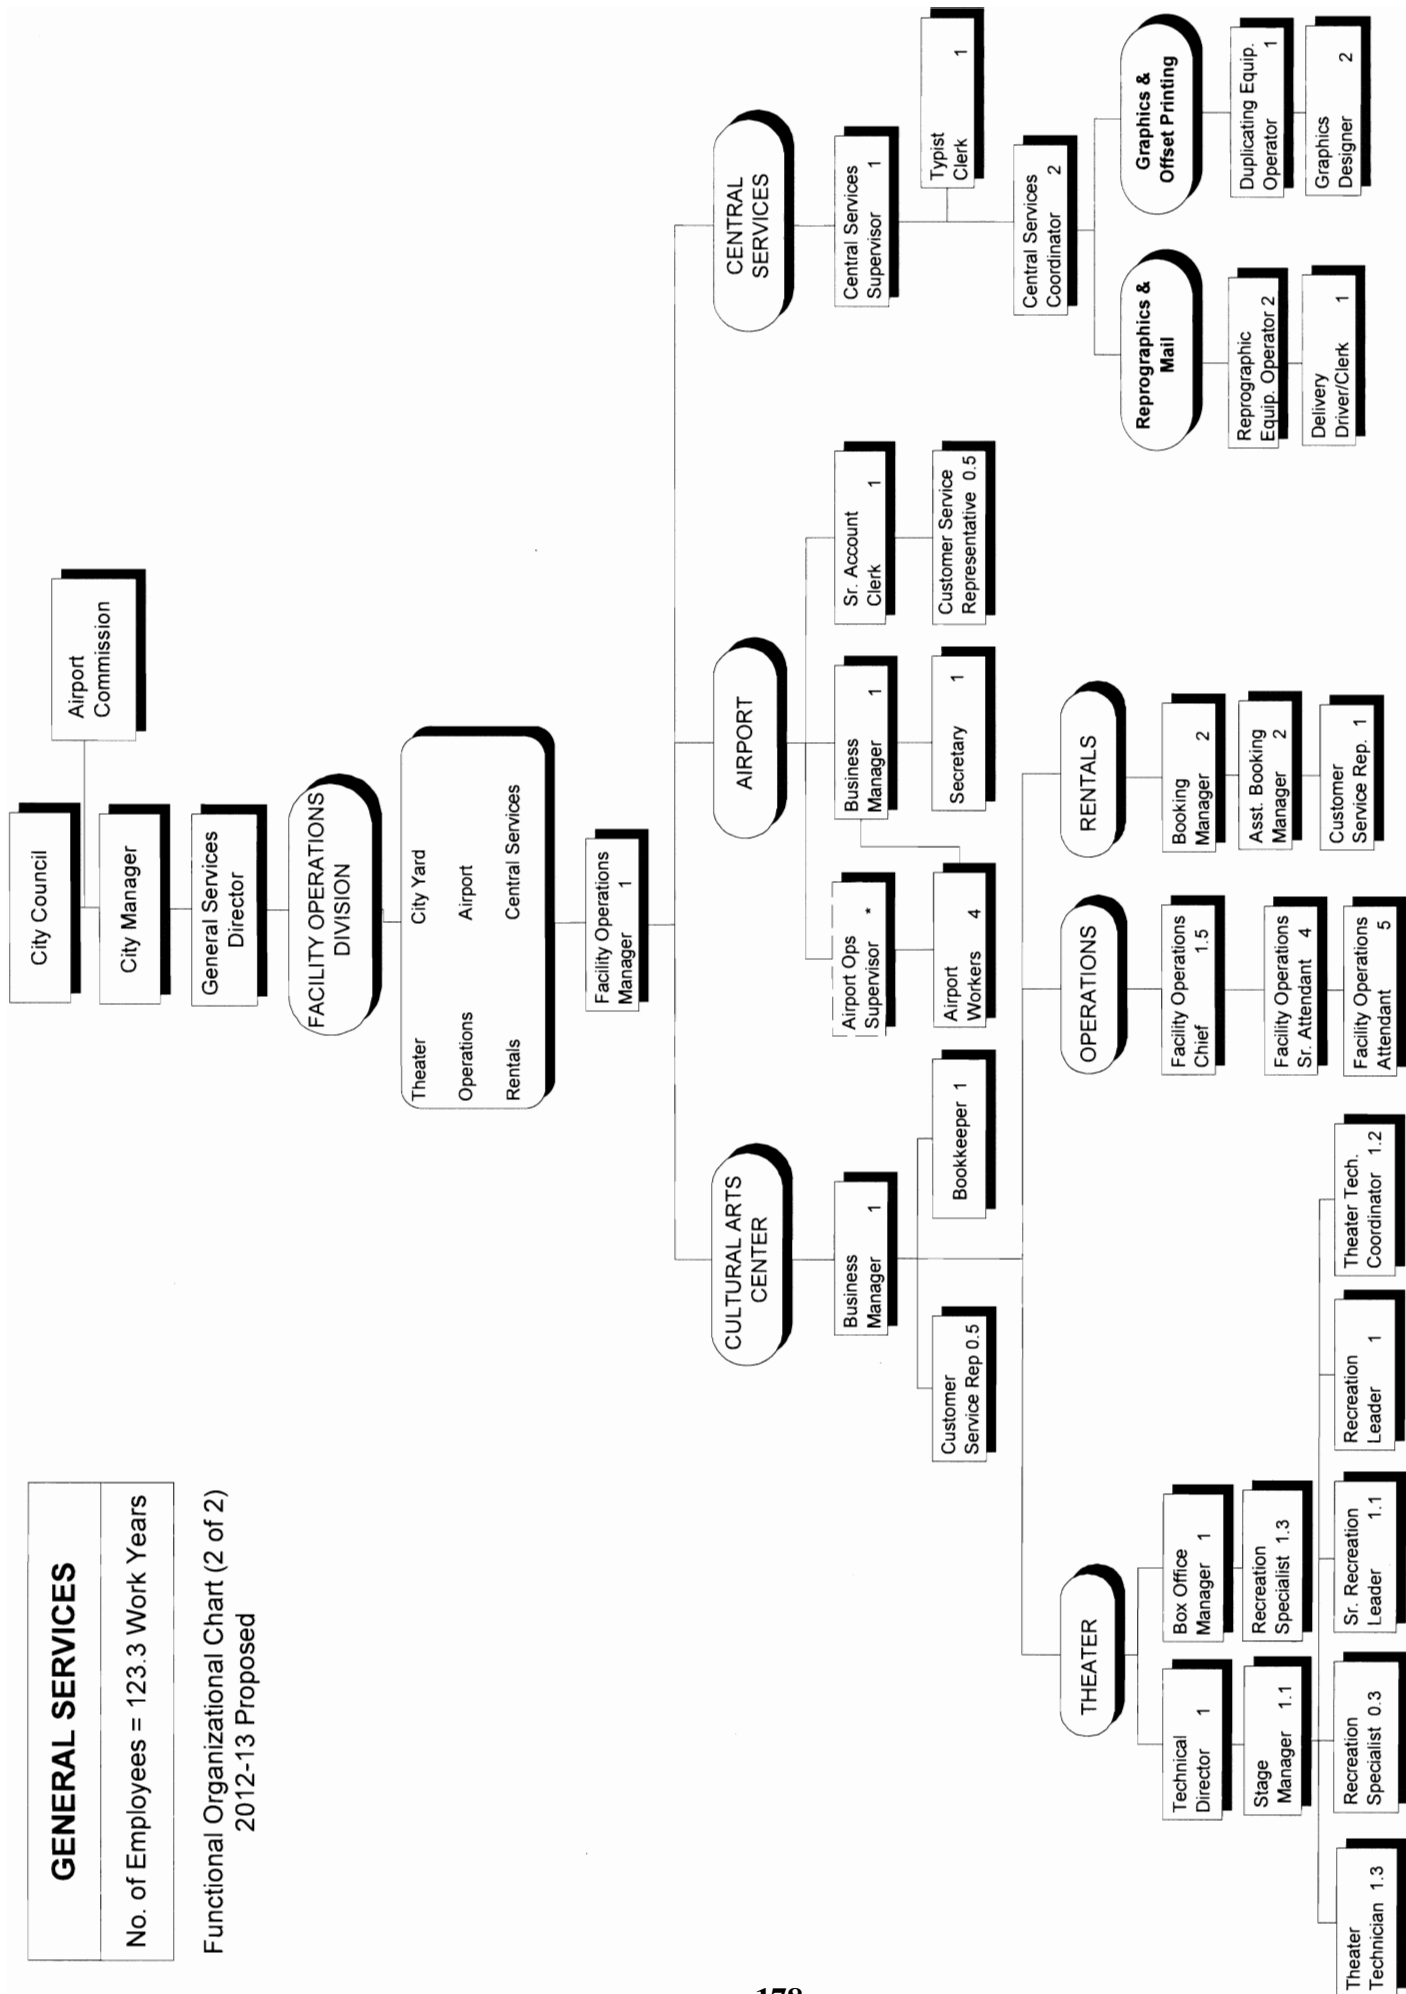 GENERAL SERVICES
No. of Employees = 123.3 Work Years
Functional Organizational Chart (2 of 2)
2012-13 Proposed
City Council
Airport
Commission
City Manager
General Services
Director
FACILITY OPERATIONS
DIVISION
Theater City Yard
Operations Airport
Rentals Central Services
Facility Operations
Manager 1
CULTURAL ARTS
CENTER
Business
Manager 1
Customer
Service Rep 0.5
Bookkeeper 1
AIRPORT
Airport Ops
Supervisor *
Airport
Workers 4
Business
Manager 1
Secretary 1
Sr. Account
Clerk 1
Customer Service
Representative 0.5
CENTRAL
SERVICES
Central Services
Supervisor 1
Typist
Clerk 1
Central Services
Coordinator 2
Reprographics &
Mail
Reprographic
Equip. Operator 2
Delivery
Driver/Clerk 1
Graphics &
Offset Printing
Duplicating Equip.
Operator 1
Graphics
Designer 2
THEATER
Technical
Director 1
Stage
Manager 1.1
Box Office
Manager 1
Recreation
Specialist 1.3
Theater
Technician 1.3
Recreation
Specialist 0.3
Sr. Recreation
Leader 1.1
Recreation
Leader 1
Theater Tech.
Coordinator 1.2
OPERATIONS
Facility Operations
Chief 1.5
Facility Operations
Sr. Attendant 4
Facility Operations
Attendant 5
RENTALS
Booking
Manager 2
Asst. Booking
Manager 2
Customer
Service Rep. 1